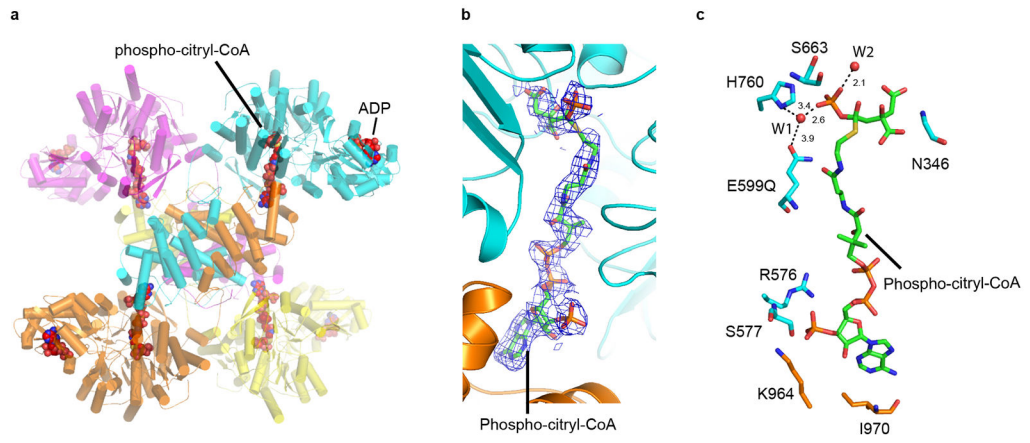 a
b
c
phospho-citryl-CoA
ADP
Phospho-citryl-CoA
S663
W2
H760
2.1
3.4
2.6
W1
3.9
N346
E599Q
R576
Phospho-citryl-CoA
S577
K964
I970